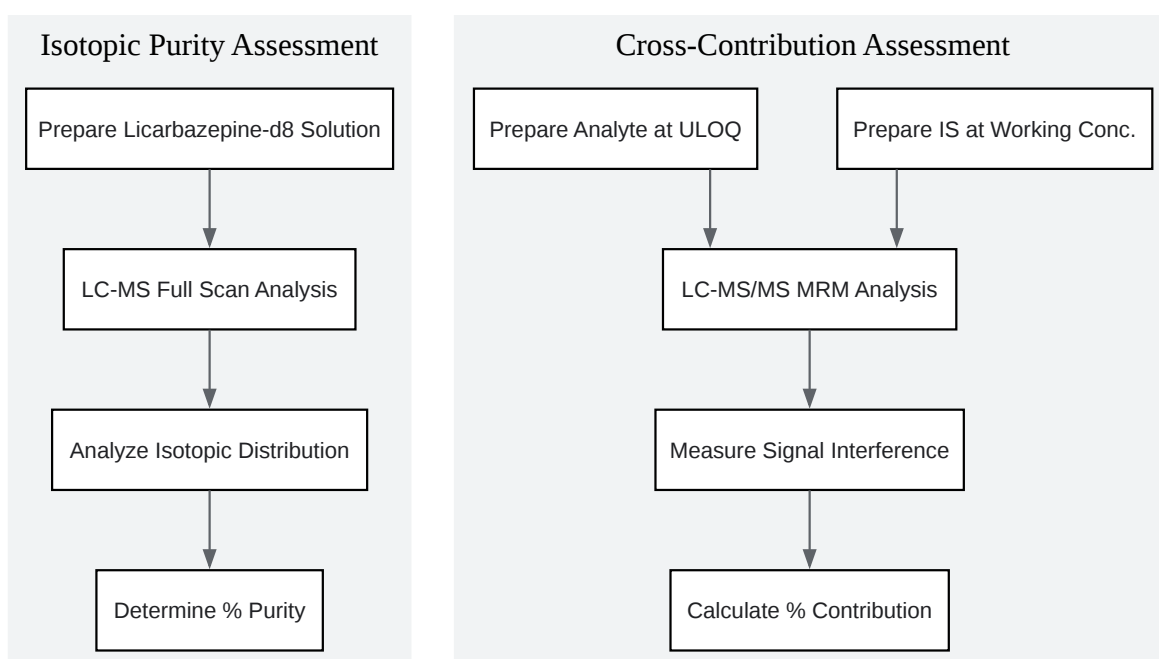 Isotopic Purity Assessment
Prepare Licarbazepine-d8 Solution
LC-MS Full Scan Analysis
Analyze Isotopic Distribution
Determine % Purity
Cross-Contribution Assessment
Prepare Analyte at ULOQ
Prepare IS at Working Conc.
LC-MS/MS MRM Analysis
Measure Signal Interference
Calculate % Contribution